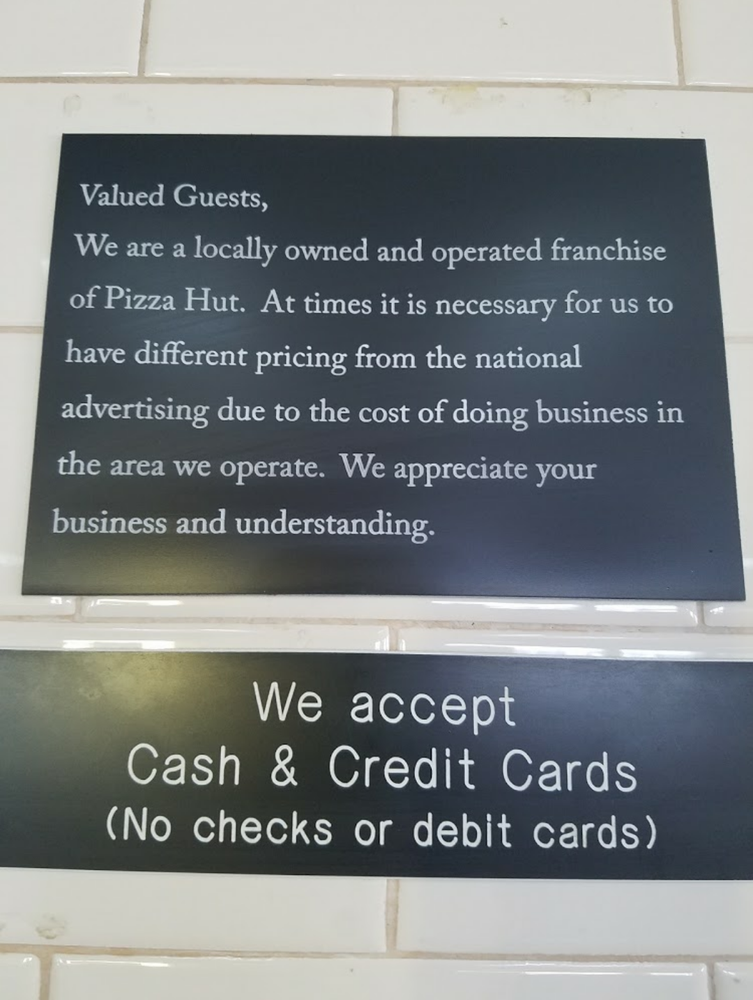 Valued Guests,
We are a locally owned and operated franchise
of Pizza Hut. At times it is necessary for us to
have different pricing from the national
advertising due to the cost of doing business in
the area we operate. We appreciate your
business and understanding.
We accept
Cash & Credit Cards
(No checks or debit cards)